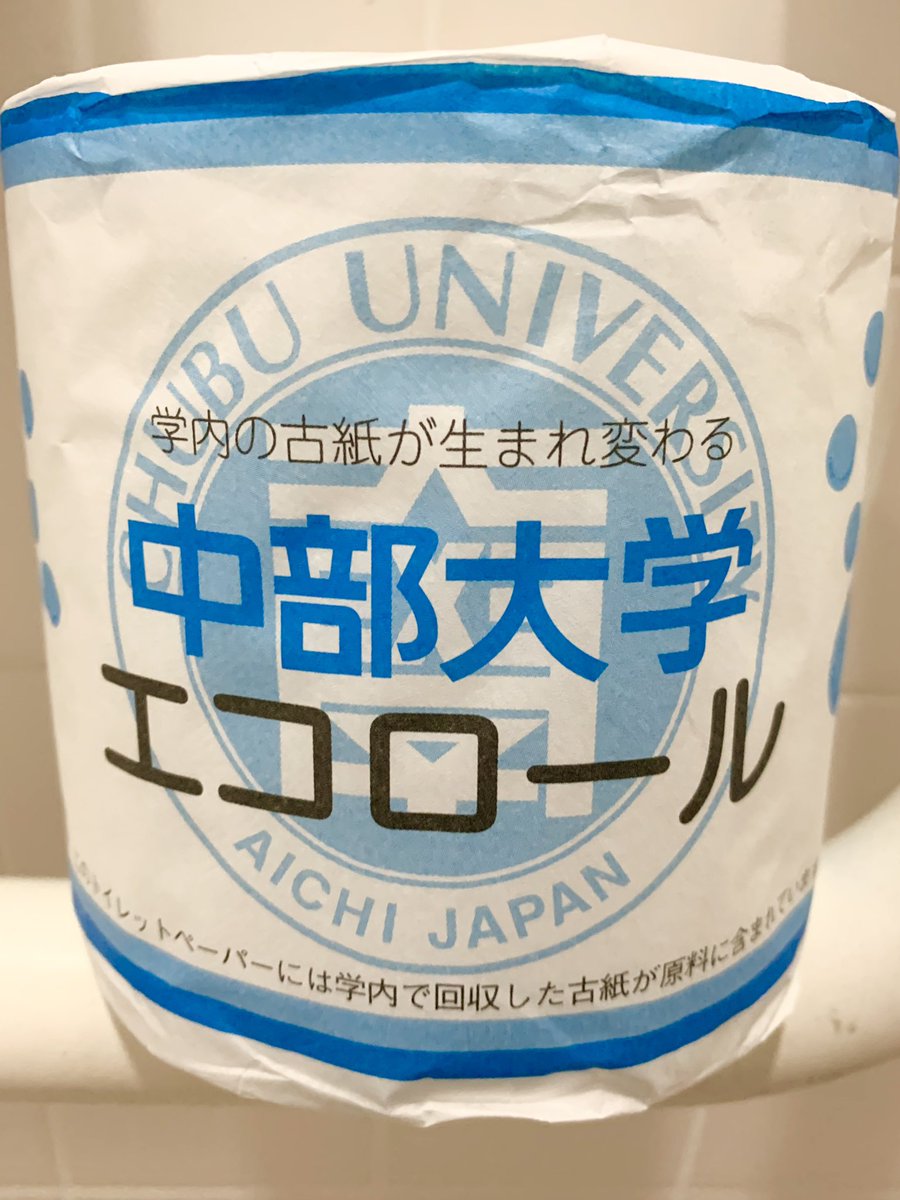 CHUBU UNIVERSITY
学内の古紙が生まれ変わる
中部大学
エコロール
AICHI JAPAN
このトイレットペーパーには学内で回収した古紙が原料に含まれていま